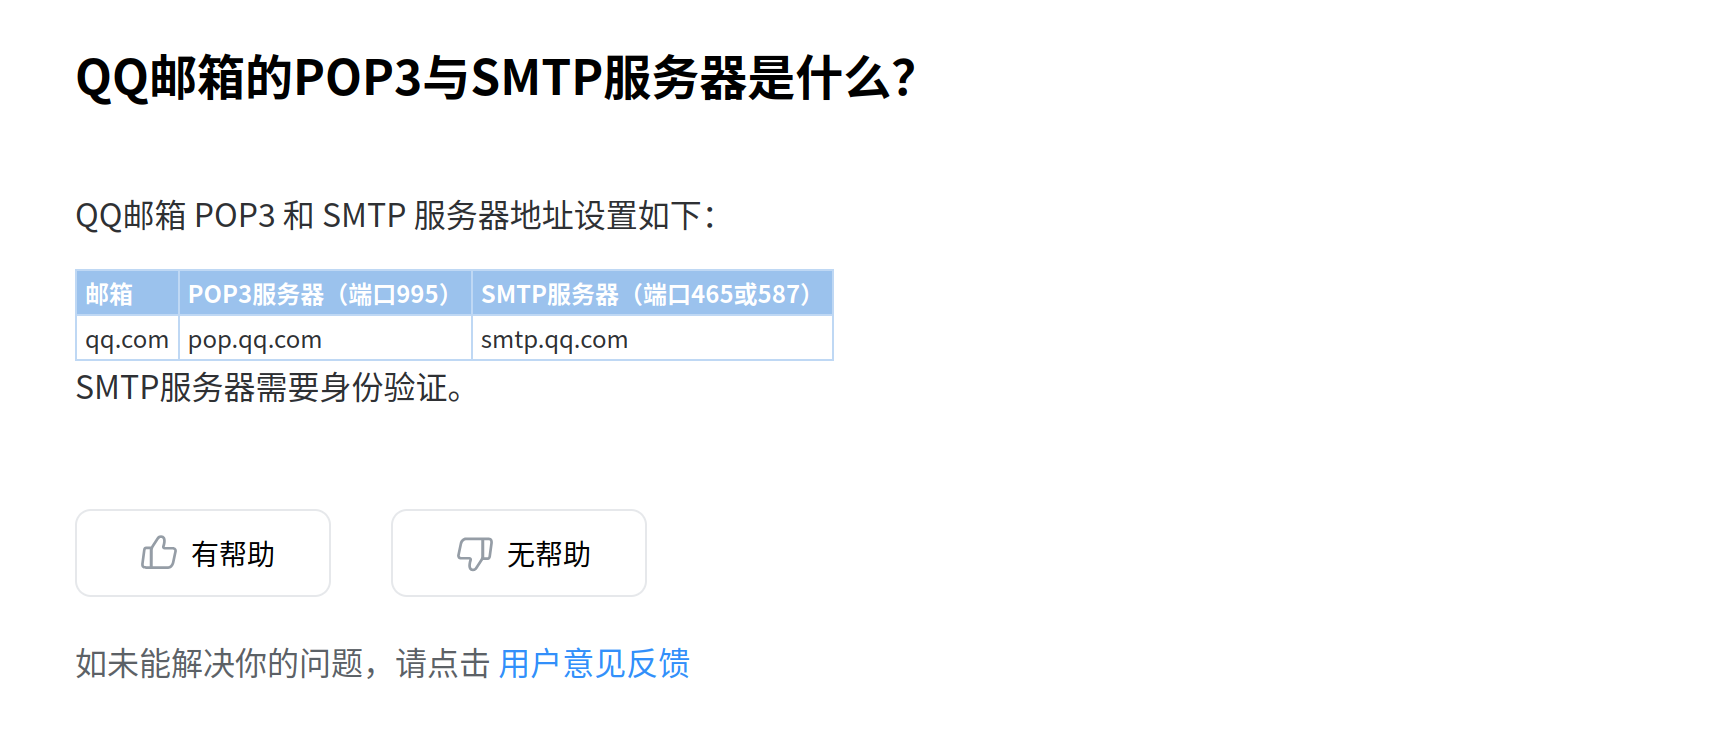 QQ邮箱的POP3与SMTP服务器是什么？
QQ邮箱 POP3 和 SMTP 服务器地址设置如下：
邮箱 POP3服务器（端口995） SMTP服务器（端口465或587）
qq.com pop.qq.com smtp.qq.com
SMTP服务器需要身份验证。
有帮助 无帮助
如未能解决你的问题，请点击 用户意见反馈